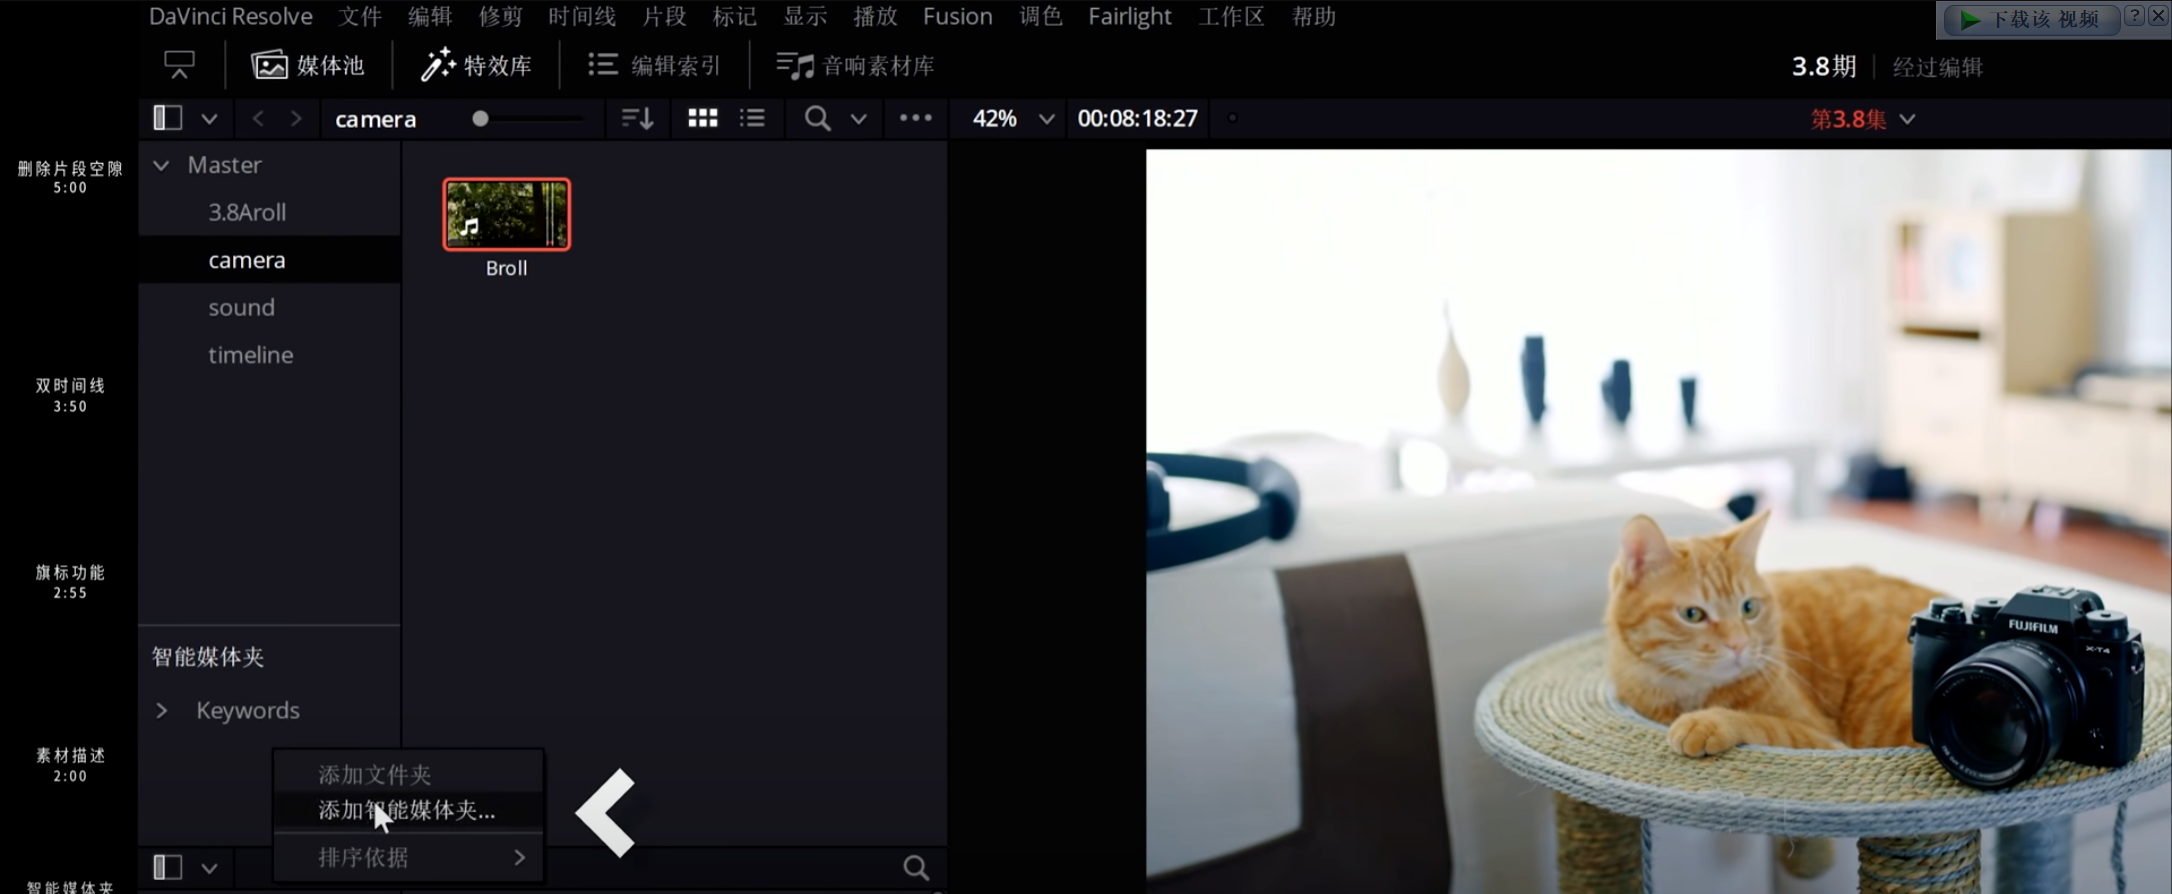 DaVinci Resolve 文件 编辑 修剪 时间线 片段 标记 显示 播放 Fusion 调色 Fairlight 工作区 帮助
下载该 视频 ? X
媒体池 特效库 编辑索引 音响素材库 3.8期 经过编辑
camera 42% 00:08:18:27 第3.8集
删除片段空隙
5:00
Master
3.8Aroll
camera
sound
timeline
Broll
双时间线
3:50
旗标功能
2:55
智能媒体夹
Keywords
素材描述
2:00
添加文件夹
添加智能媒体夹...
排序依据
智能媒体夹
FUJIFILM
X-T4